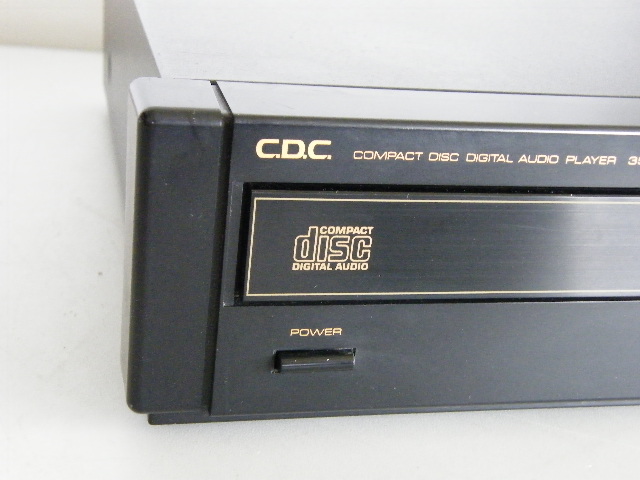 C.D.C. COMPACT DISC DIGITAL AUDIO PLAYER
COMPACT
disc
DIGITAL AUDIO
POWER